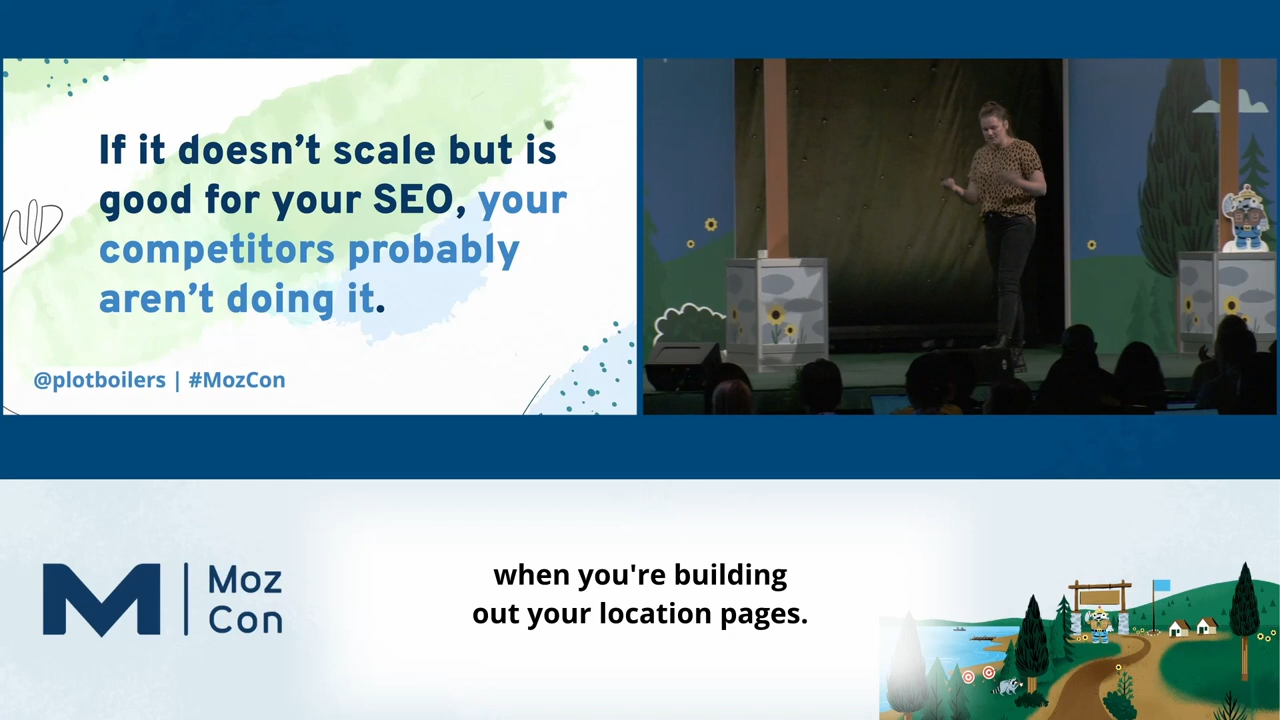 If it doesn't scale but is
good for your SEO, your
competitors probably
aren't doing it.
@plotboilers | #MozCon
Moz
Con
when you're building
out your location pages.